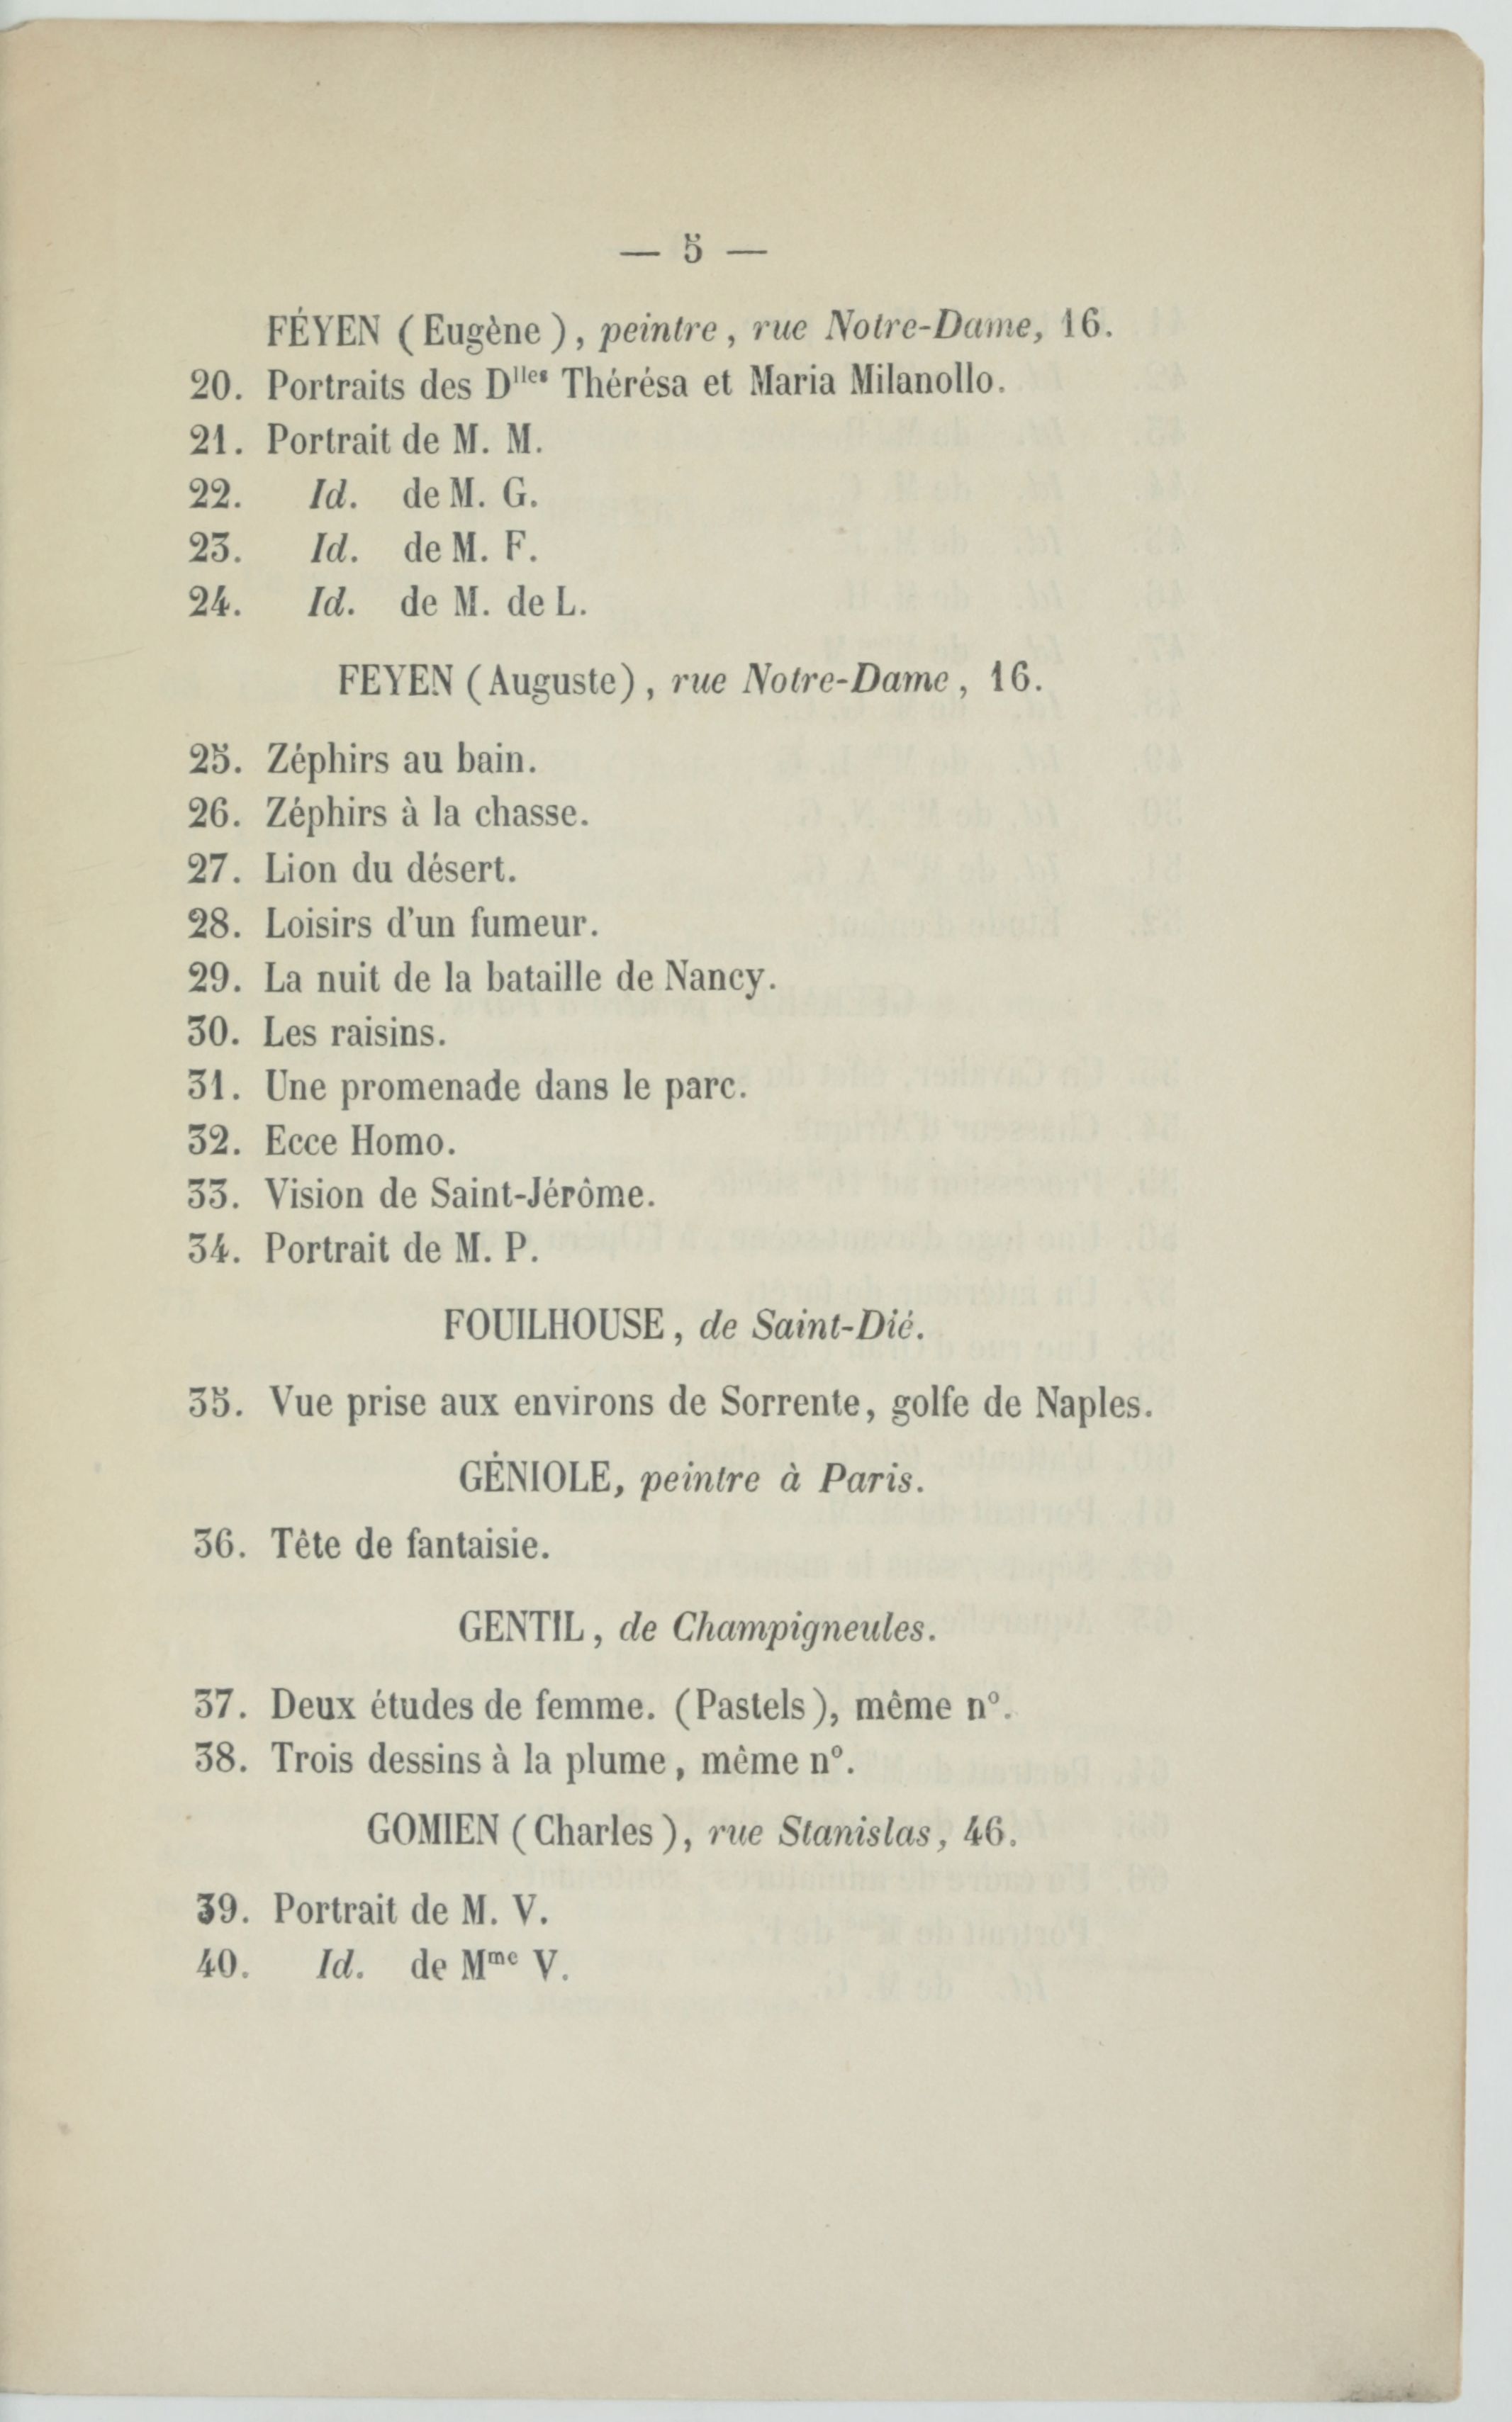 — 5 —
FÉYEN (Eugène), peintre, rue Notre-Dame, 16.
20. Portraits des Dlles Thérésa et Maria Milanollo.
21. Portrait de M. M.
22. Id. de M. G.
23. Id. de M. F.
24. Id. de M. de L.
FEYEN (Auguste), rue Notre-Dame, 16.
25. Zéphirs au bain.
26. Zéphirs à la chasse.
27. Lion du désert.
28. Loisirs d'un fumeur.
29. La nuit de la bataille de Nancy.
30. Les raisins.
31. Une promenade dans le parc.
32. Ecce Homo.
33. Vision de Saint-Jérôme.
34. Portrait de M. P.
FOUILHOUSE, de Saint-Dié.
35. Vue prise aux environs de Sorrente, golfe de Naples.
GÉNIOLE, peintre à Paris.
36. Tête de fantaisie.
GENTIL, de Champigneules.
37. Deux études de femme. (Pastels), même nº.
38. Trois dessins à la plume, même nº.
GOMIEN (Charles), rue Stanislas, 46.
39. Portrait de M. V.
40. Id. de Mme V.